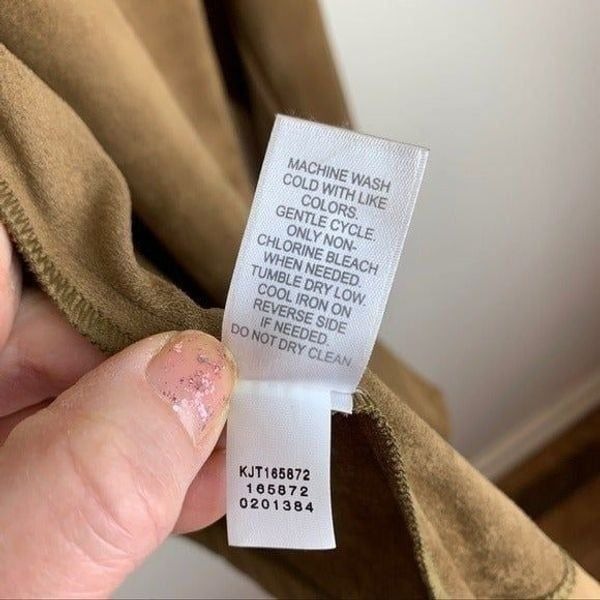 MACHINE WASH
COLD WITH LIKE
COLORS.
GENTLE CYCLE.
ONLY NON-
CHLORINE BLEACH
WHEN NEEDED.
TUMBLE DRY LOW.
COOL IRON ON
REVERSE SIDE
IF NEEDED.
DO NOT DRY CLEAN.
KJT165872
165872
0201384